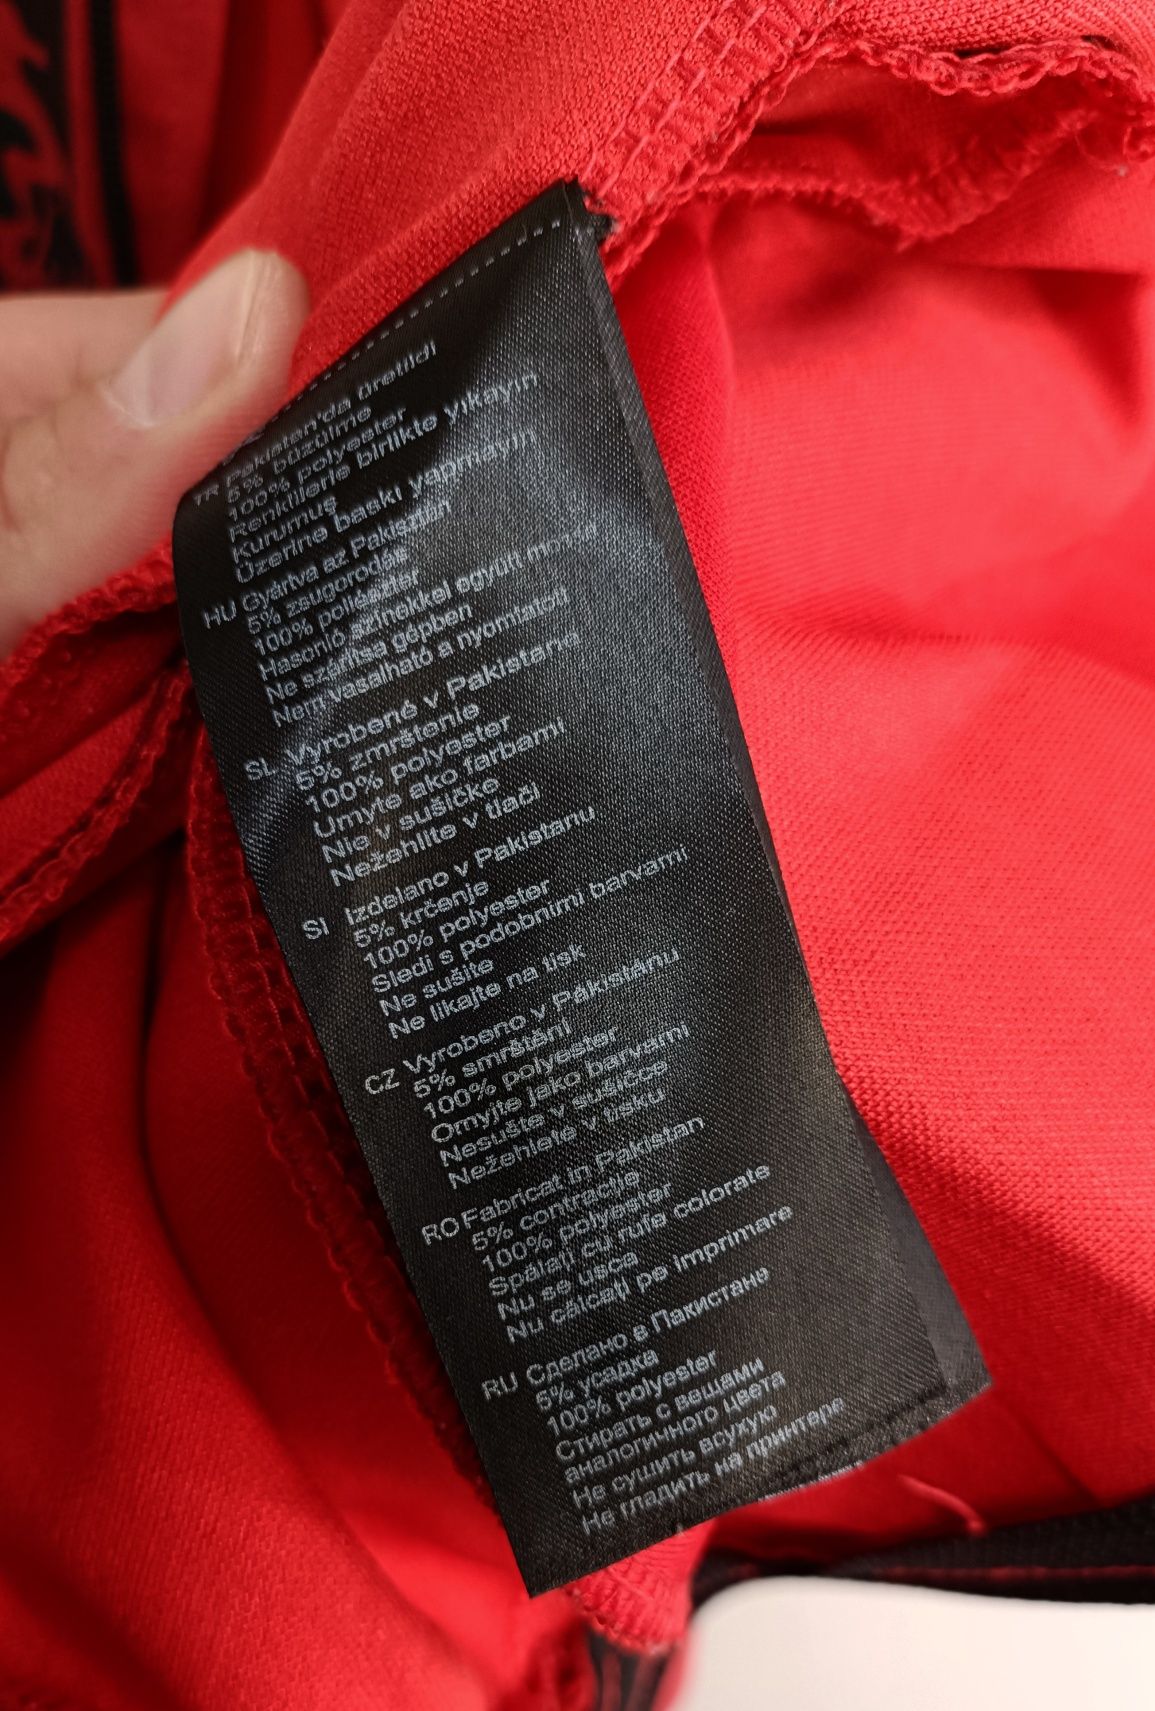 TR Pakistan'da üretildi
5% büzülme
100% polyester
Renklilerle birlikte yıkayın
Kurumuş
Üzerine baskı yapmayın
HU Gyártva az Pakistan
5% zsugorodás
100% poliészter
Hasonló színekkel együtt
Ne szárítsa gépben
Nem vasalható a nyomtatott
SL Vyrobené v Pakistane
5% zmrštenie
100% polyester
Umyte ako farbami
Nie v sušičke
Nežehlite v tlači
SI Izdelano v Pakistanu
5% krčenje
100% polyester
Sledi s podobnimi barvami
Ne sušite
Ne likajte na tisk
CZ Vyrobeno v Pákistánu
5% smrštění
100% polyester
Omyjte jako barvami
Nesušte v sušičce
Nežehlete v tisku
RO Fabricat in Pakistan
5% contracție
100% polyester
Spălați cu rufe colorate
Nu se usca
Nu călcați pe imprimare
RU Сделано в Пакистане
5% усадка
100% polyester
Стирать с вещами
аналогичного цвета
Не сушить всухую
Не гладить на принтере